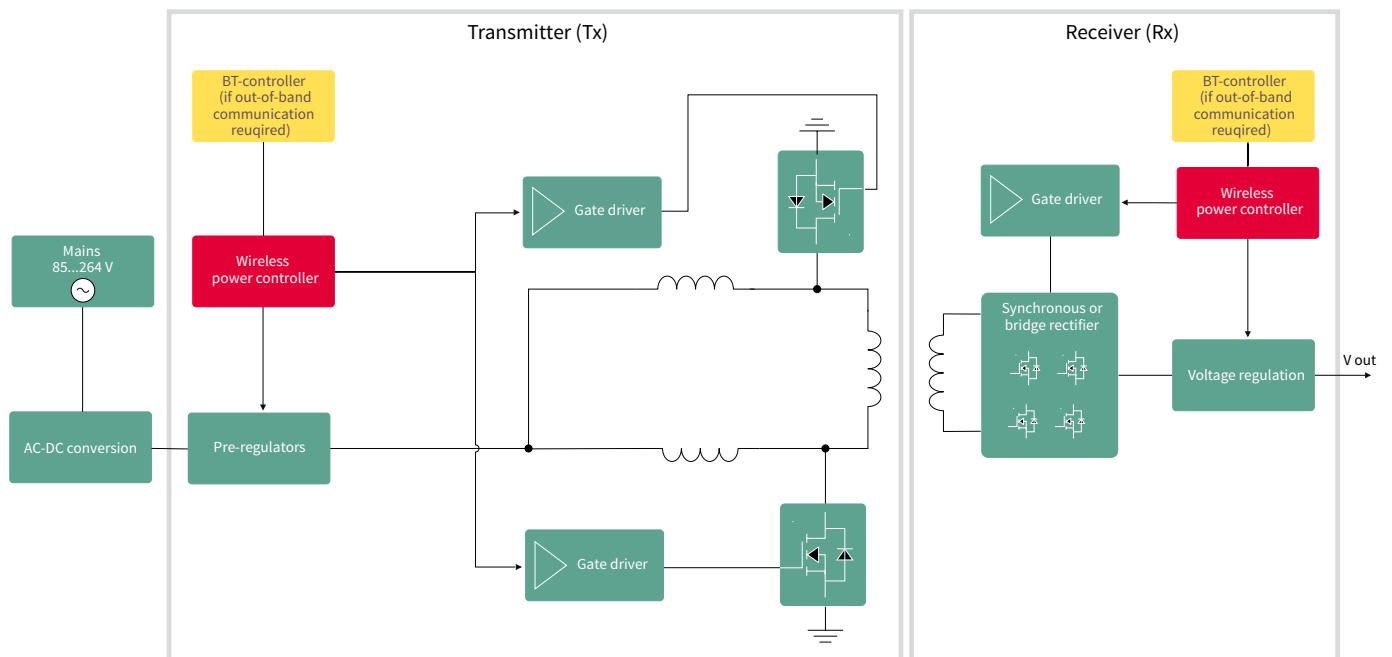 Transmitter (Tx)
Receiver (Rx)
BT-controller
(if out-of-band
communication
reuqired)
BT-controller
(if out-of-band
communication
reuqired)
Gate driver
Gate driver
Wireless
power controller
Mains
85...264 V
Wireless
power controller
Synchronous or
bridge rectifier
Voltage regulation
V out
AC-DC conversion
Pre-regulators
Gate driver